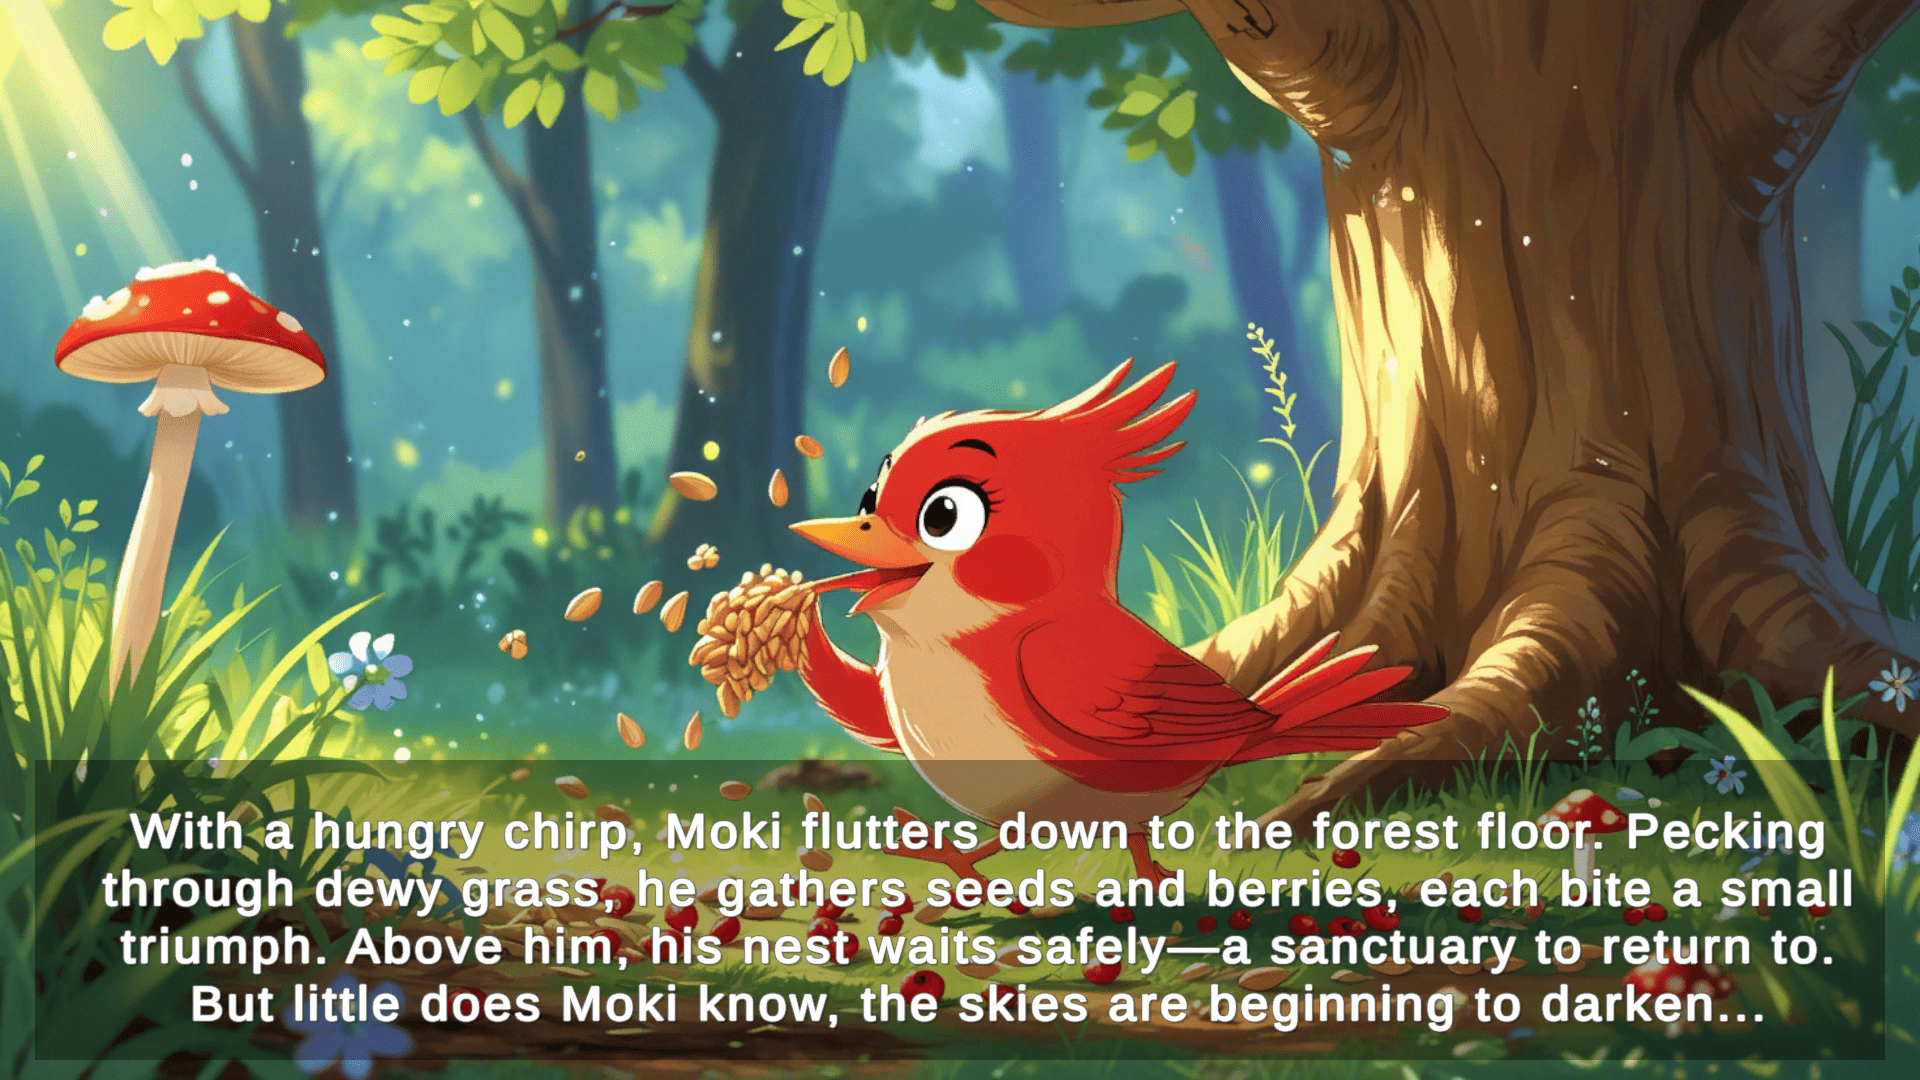 With a hungry chirp, Moki flutters down to the forest floor. Pecking
through dewy grass, he gathers seeds and berries, each bite a small
triumph. Above him, his nest waits safely—a sanctuary to return to.
But little does Moki know, the skies are beginning to darken...